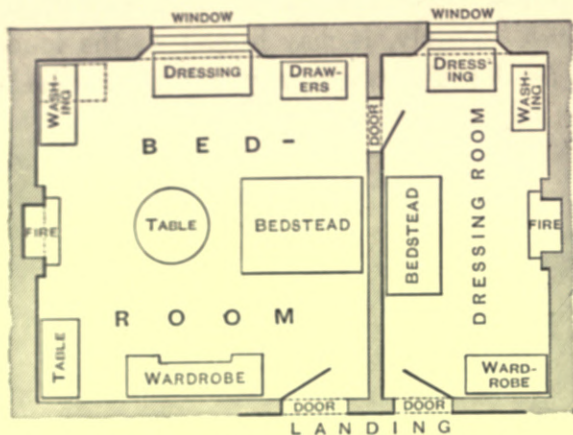 WINDOW
WINDOW
WASH-
ING
DRESSING
DRAW-
ERS
DRESS-
ING
WASH-
ING
DOOR
BED-
FIRE
TABLE
BEDSTEAD
BEDSTEAD
DRESSING ROOM
FIRE
ROOM
TABLE
WARDROBE
WARD-
ROBE
DOOR
DOOR
LANDING